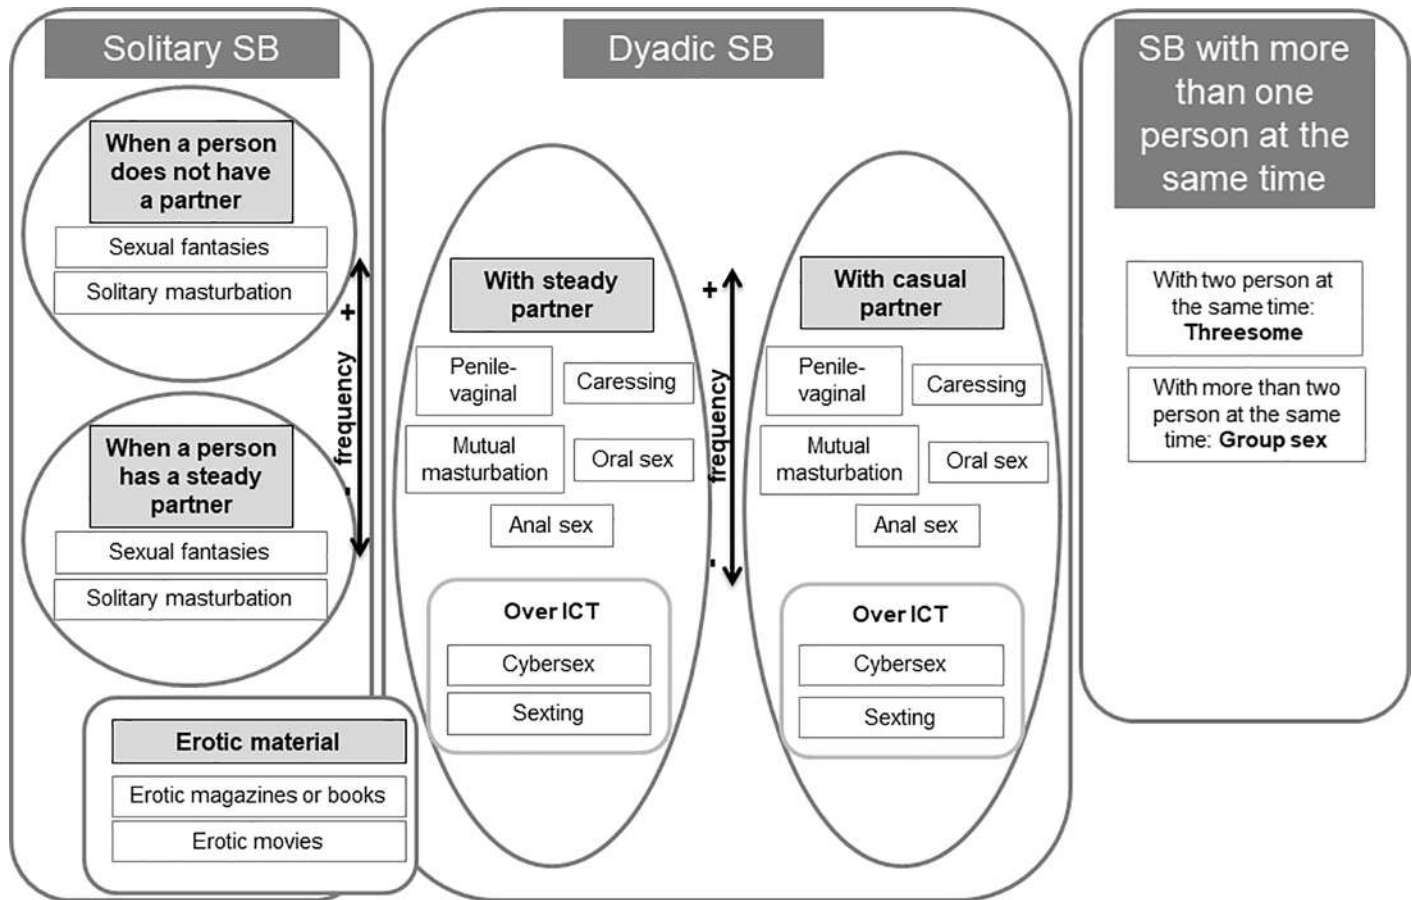 Solitary SB
When a person
does not have
a partner
Sexual fantasies
Solitary masturbation
+
frequency
-
When a person
has a steady
partner
Sexual fantasies
Solitary masturbation
Erotic material
Erotic magazines or books
Erotic movies
Dyadic SB
With steady
partner
Penile-
vaginal
Caressing
Mutual
masturbation
Oral sex
Anal sex
Over ICT
Cybersex
Sexting
+
frequency
-
With casual
partner
Penile-
vaginal
Caressing
Mutual
masturbation
Oral sex
Anal sex
Over ICT
Cybersex
Sexting
SB with more
than one
person at the
same time
With two person at
the same time:
Threesome
With more than two
person at the same
time: Group sex